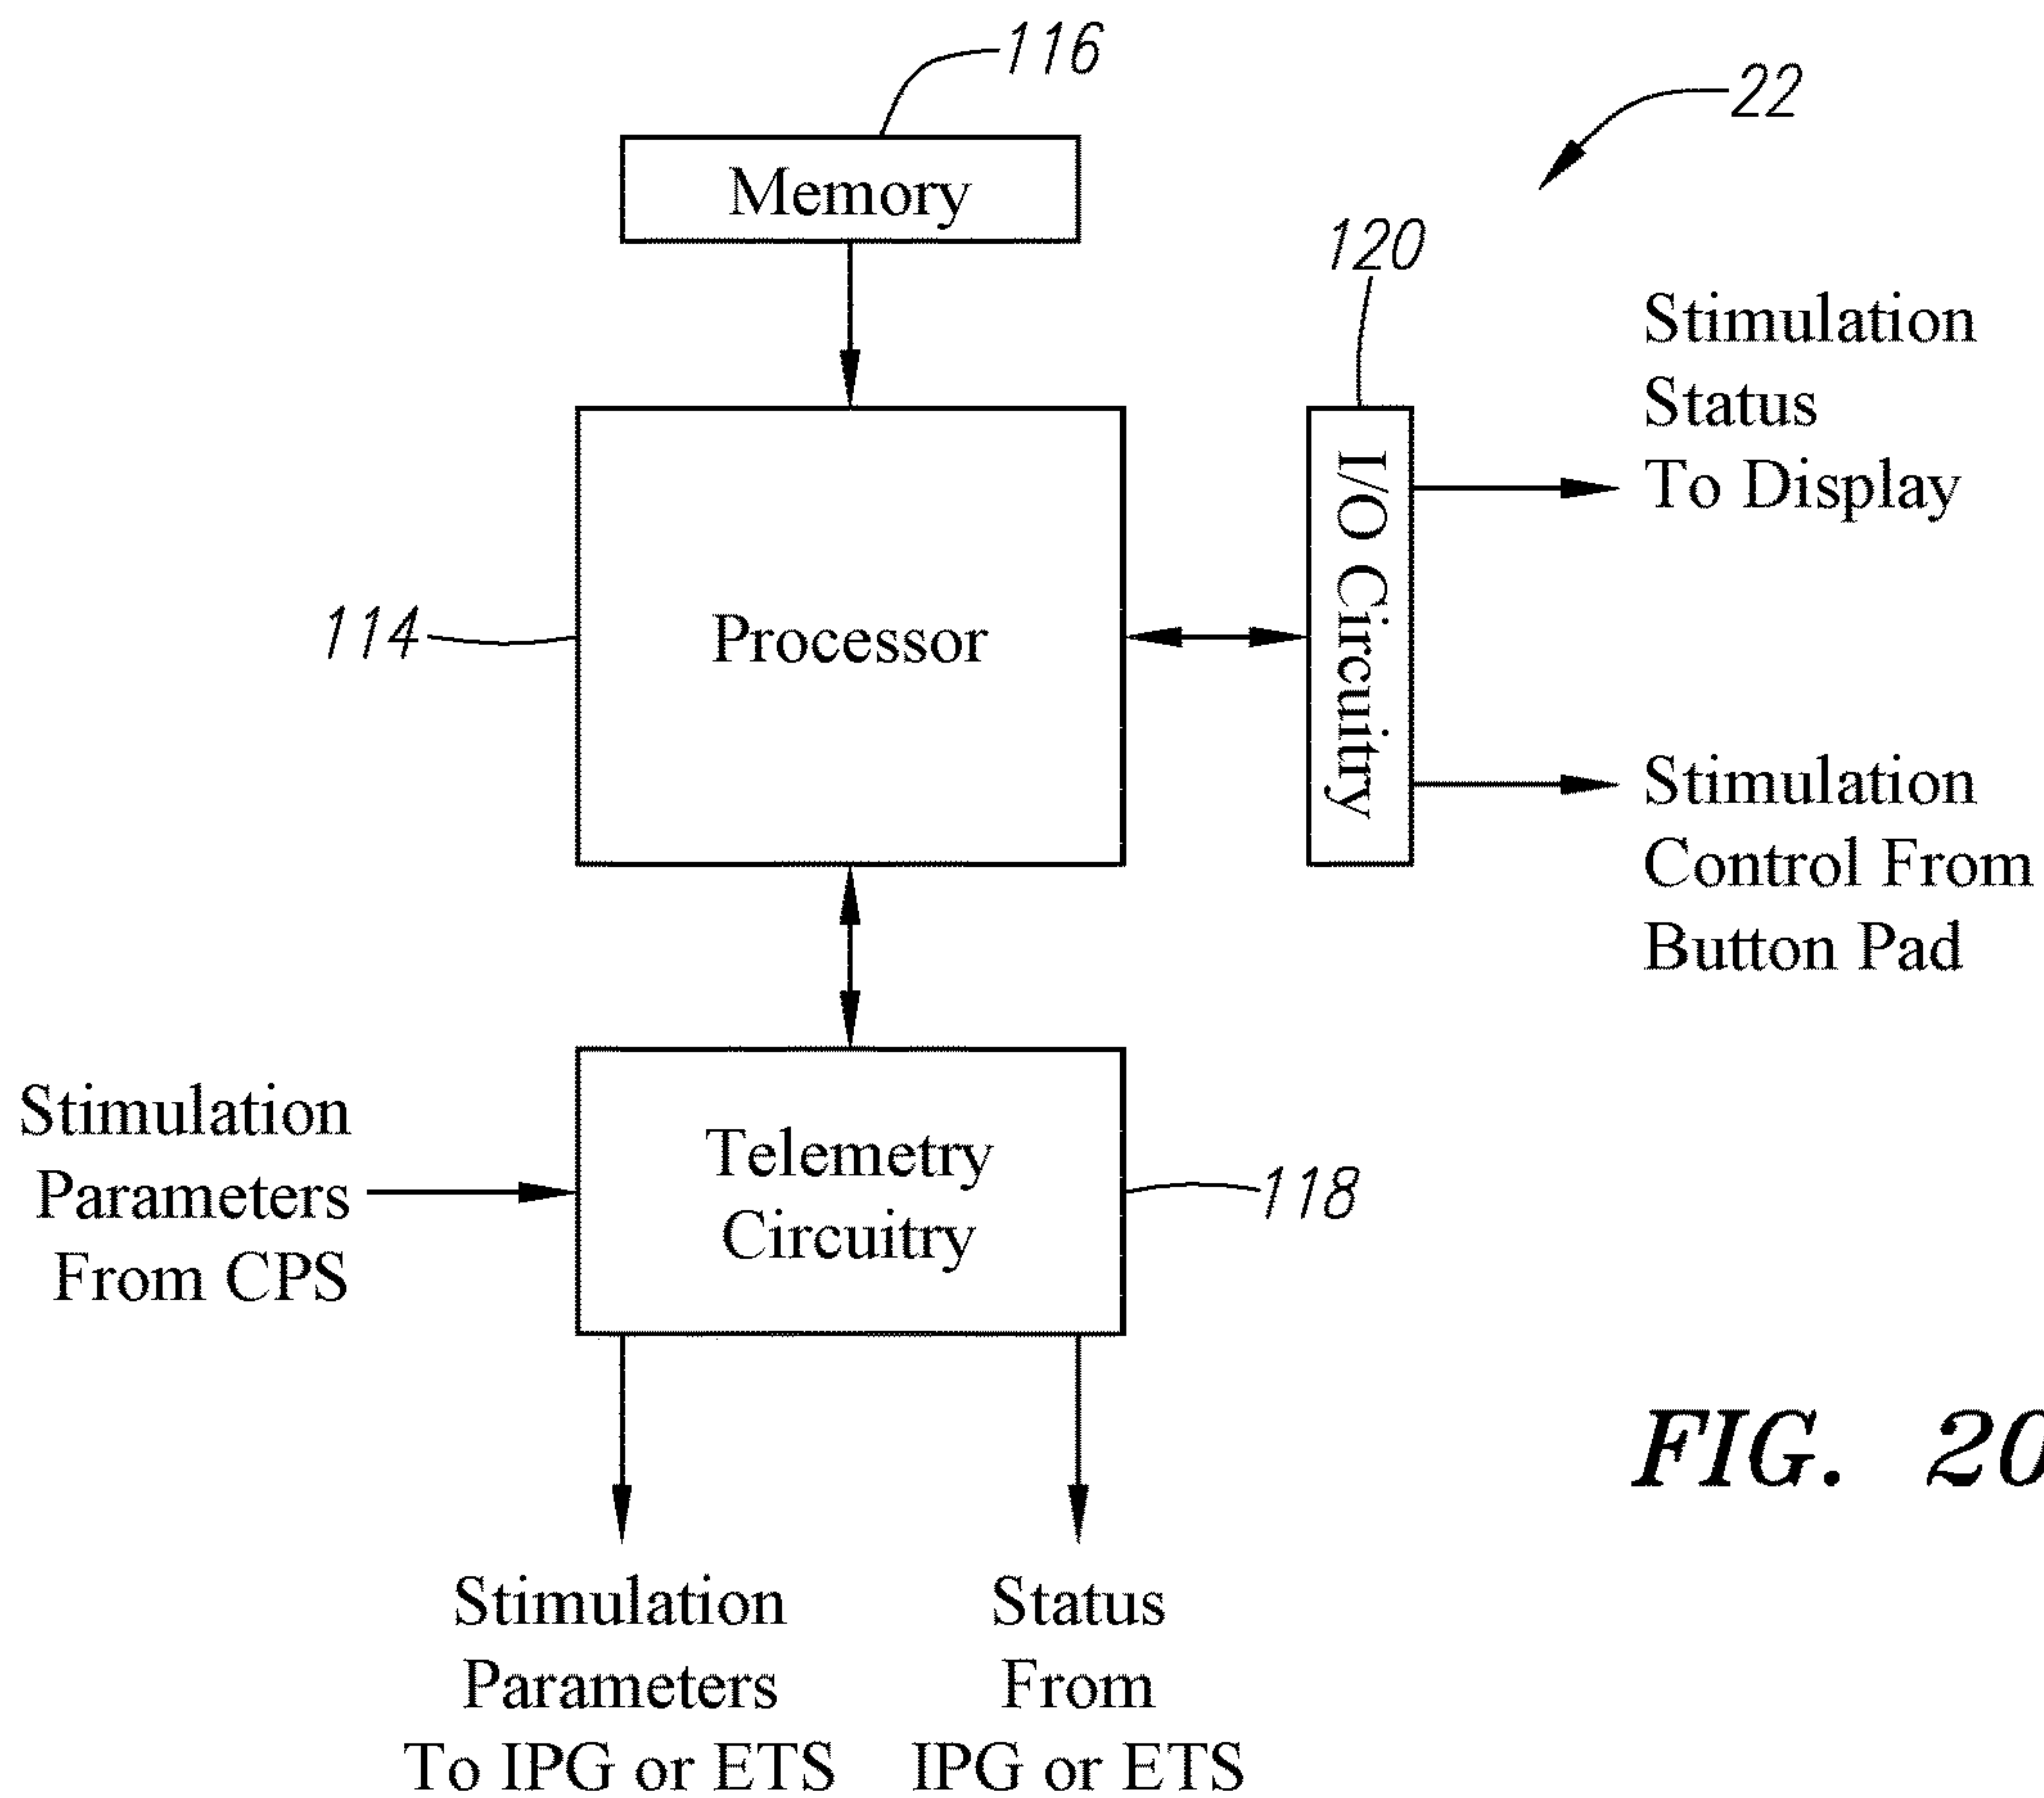 116
22
Memory
120
Stimulation
Status
To Display
I/O Circuitry
114
Processor
Stimulation
Control From
Button Pad
Stimulation
Parameters
From CPS
Telemetry
Circuitry
118
FIG. 20
Stimulation
Parameters
To IPG or ETS
Status
From
IPG or ETS